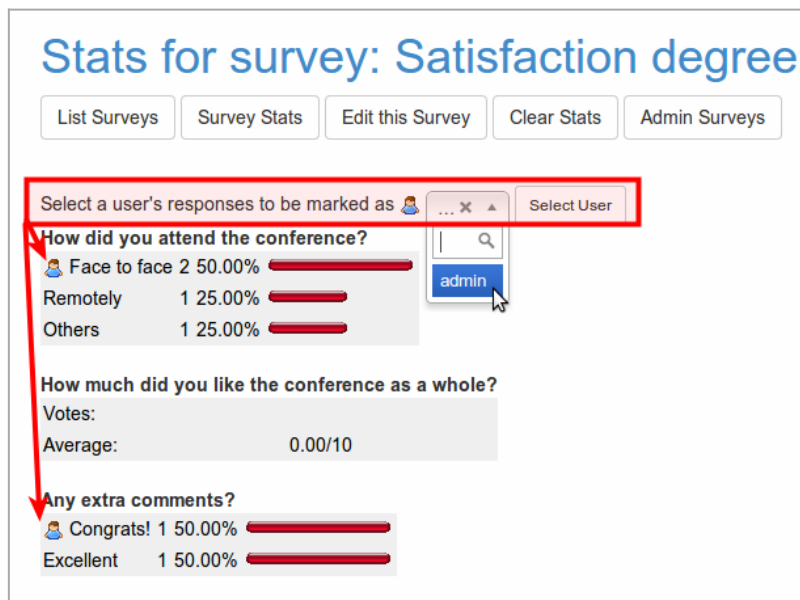 Stats for survey: Satisfaction degree
List Surveys Survey Stats Edit this Survey Clear Stats Admin Surveys
Select a user's responses to be marked as ... Select User
How did you attend the conference?
Face to face 2 50.00%
admin
Remotely 1 25.00%
Others 1 25.00%
How much did you like the conference as a whole?
Votes:
Average: 0.00/10
Any extra comments?
Congrats! 1 50.00%
Excellent 1 50.00%